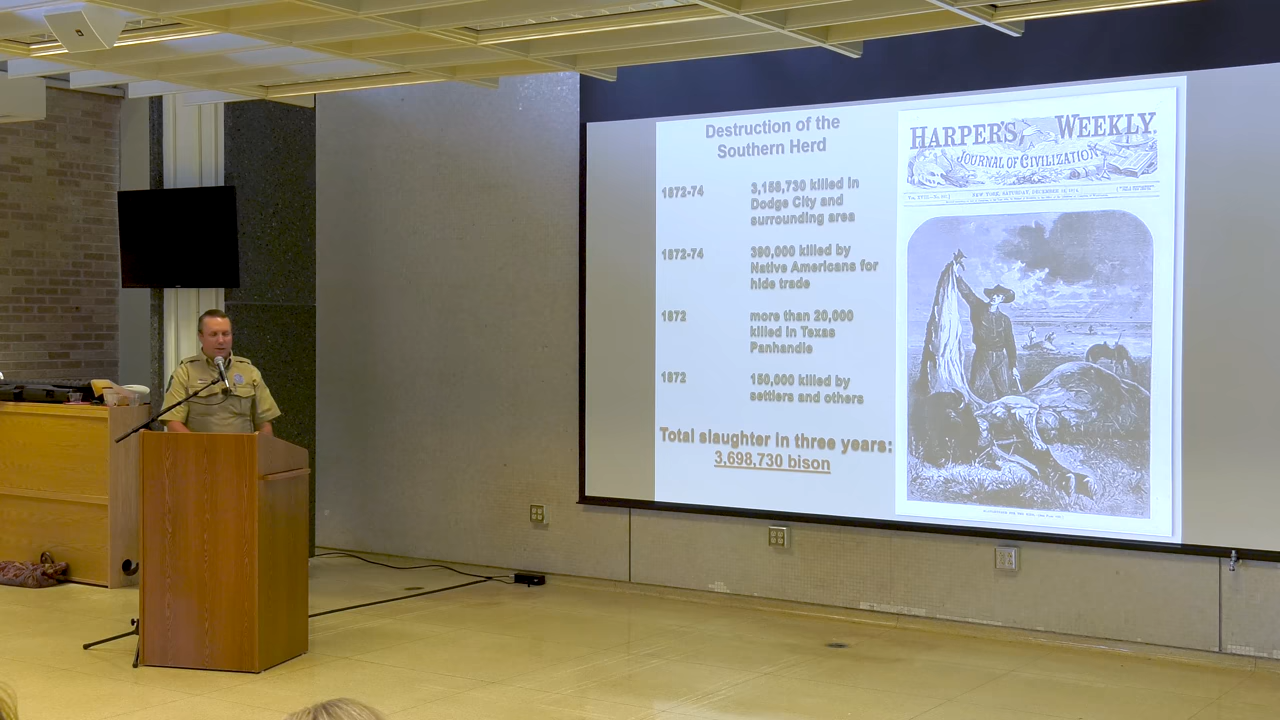 Destruction of the
Southern Herd
1872-74 3,158,730 killed in
Dodge City and
surrounding area
1872-74 390,000 killed by
Native Americans for
hide trade
1872 more than 20,000
killed in Texas
Panhandle
1872 150,000 killed by
settlers and others
Total slaughter in three years:
3,698,730 bison
HARPER'S WEEKLY.
JOURNAL OF CIVILIZATION
NEW YORK, SATURDAY, DECEMBER